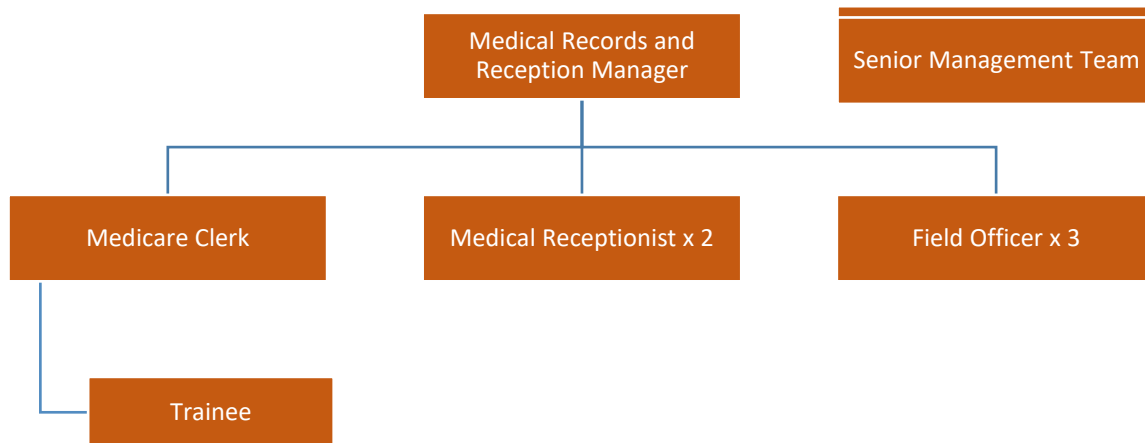 Medical Records and
Reception Manager
Senior Management Team
Medicare Clerk
Medical Receptionist x 2
Field Officer x 3
Trainee